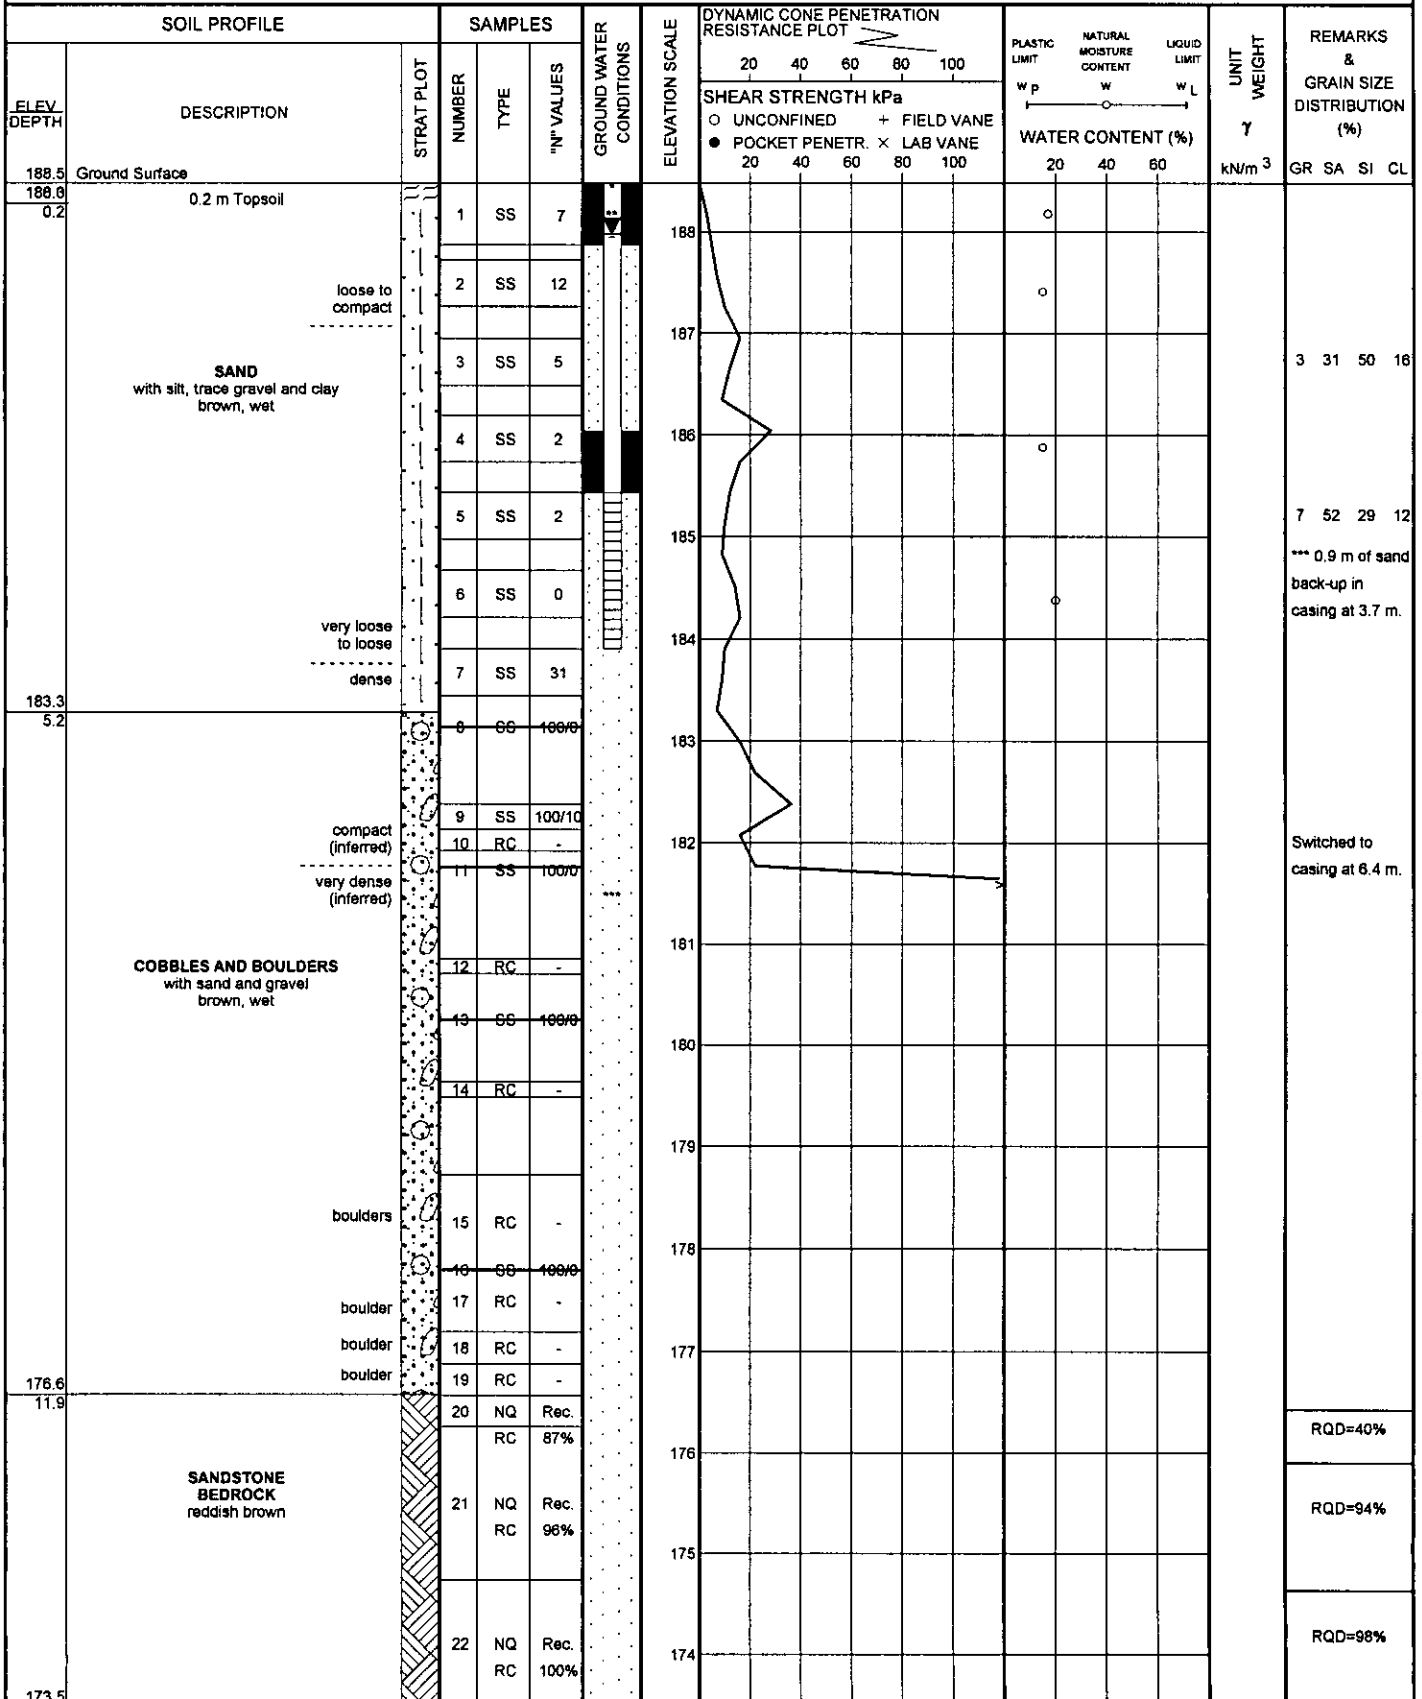 SOIL PROFILE
SAMPLES
GROUND WATER CONDITIONS
ELEVATION SCALE
DYNAMIC CONE PENETRATION
RESISTANCE PLOT
20 40 60 80 100
PLASTIC LIMIT
NATURAL MOISTURE CONTENT
LIQUID LIMIT
W P W W L
UNIT WEIGHT
γ
kN/m 3
REMARKS
&
GRAIN SIZE
DISTRIBUTION
(%)
GR SA SI CL
ELEV
DEPTH
DESCRIPTION
STRAT PLOT
NUMBER
TYPE
"N" VALUES
SHEAR STRENGTH kPa
○ UNCONFINED + FIELD VANE
● POCKET PENETR. × LAB VANE
20 40 60 80 100
WATER CONTENT (%)
20 40 60
188.5 Ground Surface
0.2 0.2 m Topsoil
1 SS 7
**
188
loose to
compact
2 SS 12
187
SAND
with silt, trace gravel and clay
brown, wet
3 SS 5
3 31 50 16
4 SS 2
186
5 SS 2
7 52 29 12
185
*** 0.9 m of sand
back-up in
casing at 3.7 m.
6 SS 0
very loose
to loose
184
dense
7 SS 31
183.3
5.2
8 SS 100/0
183
9 SS 100/10
compact
(inferred)
10 RC -
182
Switched to
casing at 6.4 m.
11 SS 100/0
very dense
(inferred)
***
181
COBBLES AND BOULDERS
with sand and gravel
brown, wet
12 RC -
13 SS 100/0
180
14 RC -
179
boulders
15 RC -
178
16 SS 100/0
boulder
17 RC -
boulder
18 RC -
177
boulder
19 RC -
176.6
11.9
20 NQ Rec.
RC 87%
RQD=40%
176
SANDSTONE
BEDROCK
reddish brown
21 NQ Rec.
RC 96%
RQD=94%
175
22 NQ Rec.
RC 100%
RQD=98%
174
173.5